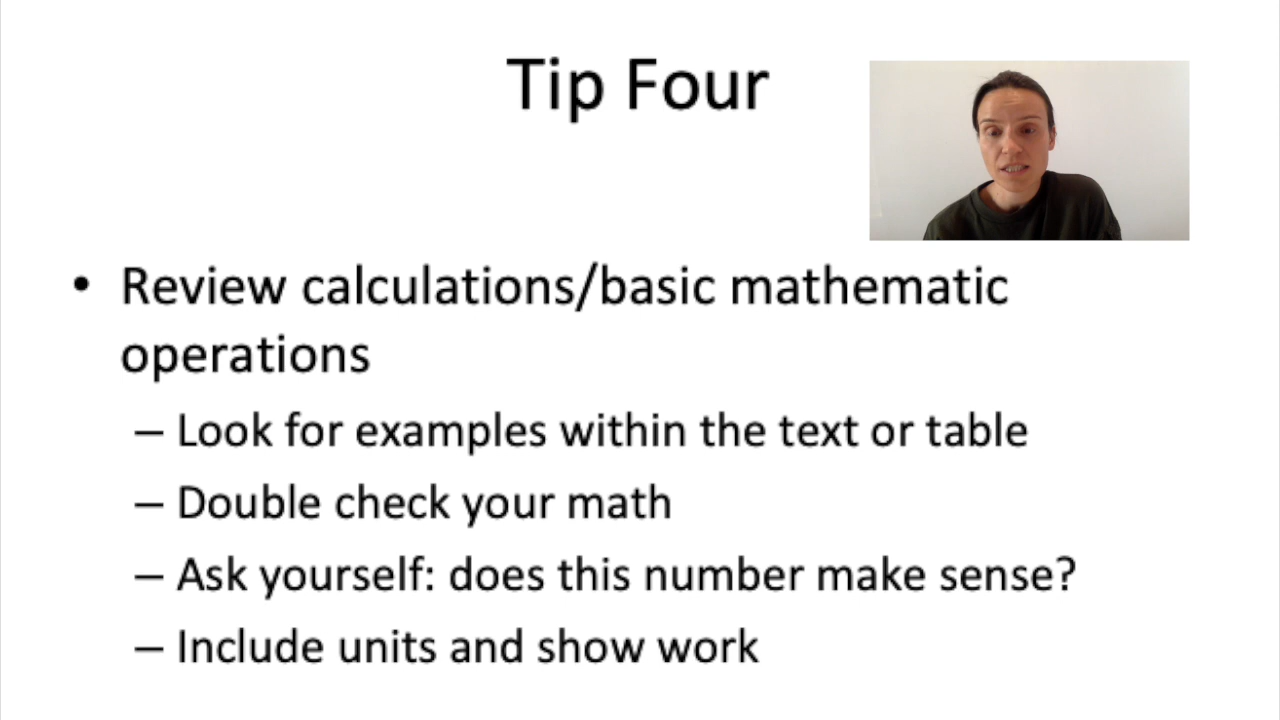 Tip Four
• Review calculations/basic mathematic
operations
– Look for examples within the text or table
– Double check your math
– Ask yourself: does this number make sense?
– Include units and show work